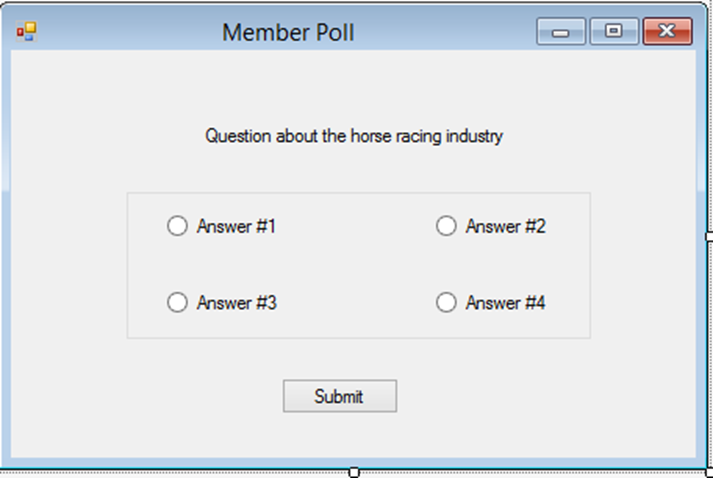 Member Poll
Question about the horse racing industry
Answer #1 Answer #2
Answer #3 Answer #4
Submit